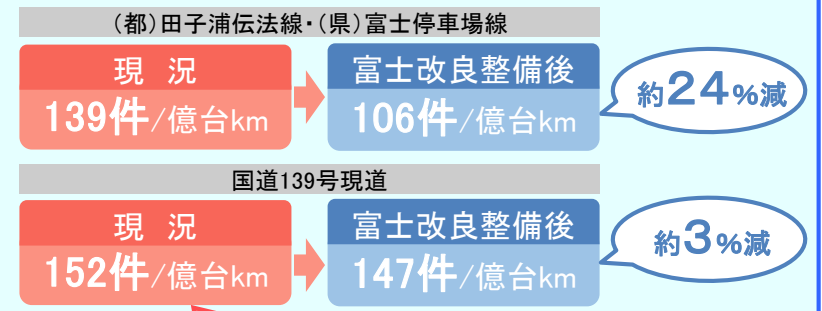 （都）田子浦伝法線・（県）富士停車場線
現　況
139件/億台km
富士改良整備後
106件/億台km
約24%減
国道139号現道
現　況
152件/億台km
富士改良整備後
147件/億台km
約3%減